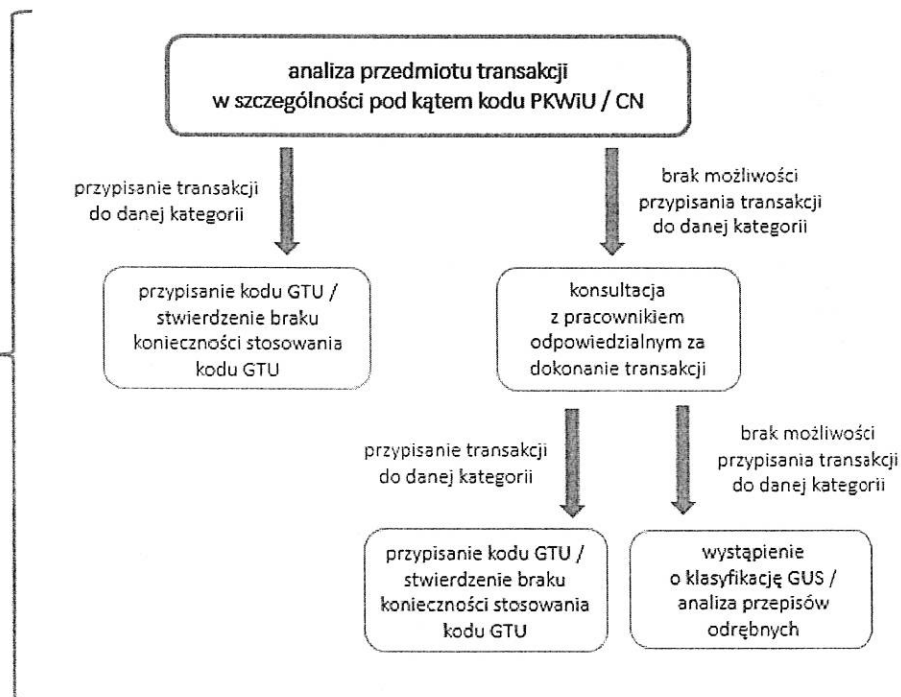 analiza przedmiotu transakcji
w szczególności pod kątem kodu PKWiU / CN
przypisanie transakcji
do danej kategorii
brak możliwości
przypisania transakcji
do danej kategorii
przypisanie kodu GTU /
stwierdzenie braku
konieczności stosowania
kodu GTU
konsultacja
z pracownikiem
odpowiedzialnym za
dokonanie transakcji
przypisanie transakcji
do danej kategorii
brak możliwości
przypisania transakcji
do danej kategorii
przypisanie kodu GTU /
stwierdzenie braku
konieczności stosowania
kodu GTU
wystąpienie
o klasyfikację GUS /
analiza przepisów
odrębnych